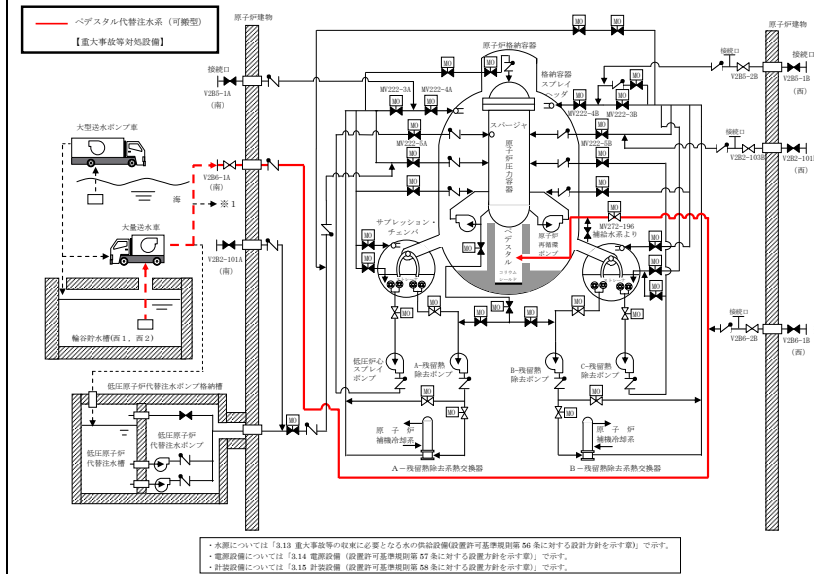 ペデスタル代替注水系（可搬型）
【重大事故等対処設備】
原子炉建物
原子炉建物
接続口
V2B5-1A
(南)
大型送水ポンプ車
V2B6-1A
(南)
海
※1
大量送水車
V2B2-101A
(南)
輪谷貯水槽(西1，西2)
低圧原子炉代替注水ポンプ格納槽
低圧原子炉
代替注水ポンプ
低圧原子炉
代替注水槽
原子炉格納容器
MV222-3A
MV222-4A
格納容器
スプレイ
ヘッダ
MV222-4B
MV222-3B
スパージャ
MV222-5A
MV222-5B
原子炉圧力容器
サプレッション・
チェンバ
ペデスタル
原子炉
再循環
ポンプ
MV272-196
補給水系より
コリウム
シールド
接続口
V2B5-2B
接続口
V2B5-1B
(西)
接続口
V2B2-103B
(西)
接続口
V2B6-2B
V2B6-1B
(西)
低圧炉心
スプレイ
ポンプ
A-残留熱
除去ポンプ
B-残留熱
除去ポンプ
C-残留熱
除去ポンプ
原子炉
補機冷却系
原子炉
補機冷却系
A－残留熱除去系熱交換器
B－残留熱除去系熱交換器
MO
・水源については「3.13 重大事故等の収束に必要となる水の供給設備(設置許可基準規則第56条に対する設計方針を示す章)」で示す。
・電源設備については「3.14 電源設備（設置許可基準規則第57条に対する設置方針を示す章）」で示す。
・計装設備については「3.15 計装設備（設置許可基準規則第58条に対する設置方針を示す章）」で示す。